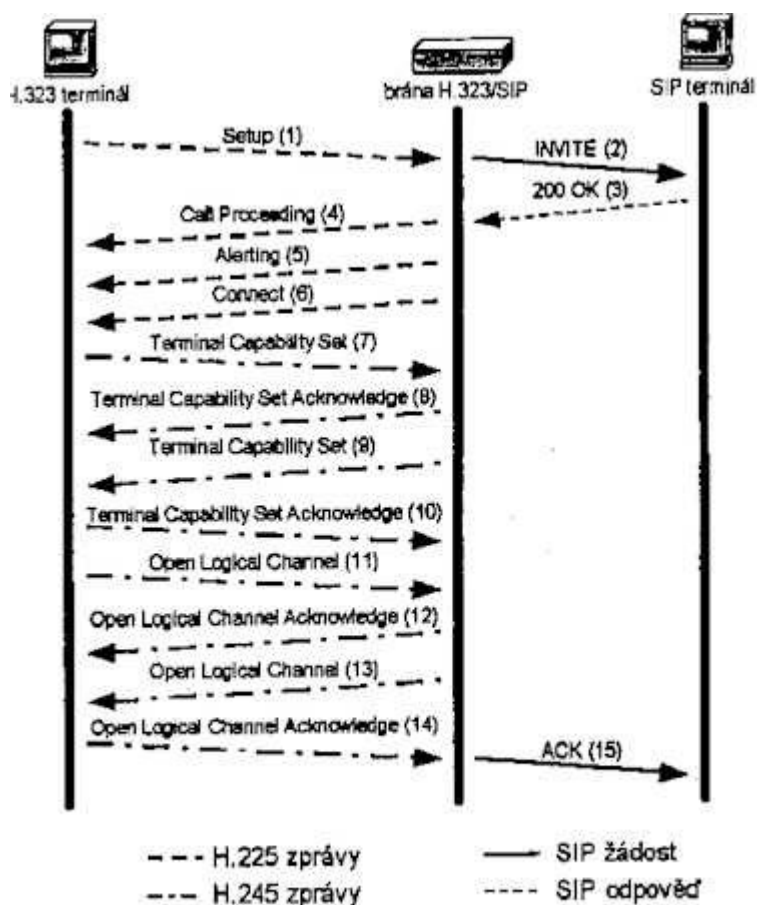 H.323 terminál
brána H.323/SIP
SIP terminál
Setup (1)
INVITE (2)
200 OK (3)
Call Proceeding (4)
Alerting (5)
Connect (6)
Terminal Capability Set (7)
Terminal Capability Set Acknowledge (8)
Terminal Capability Set (9)
Terminal Capability Set Acknowledge (10)
Open Logical Channel (11)
Open Logical Channel Acknowledge (12)
Open Logical Channel (13)
Open Logical Channel Acknowledge (14)
ACK (15)
H.225 zprávy
SIP žádost
H.245 zprávy
SIP odpověď